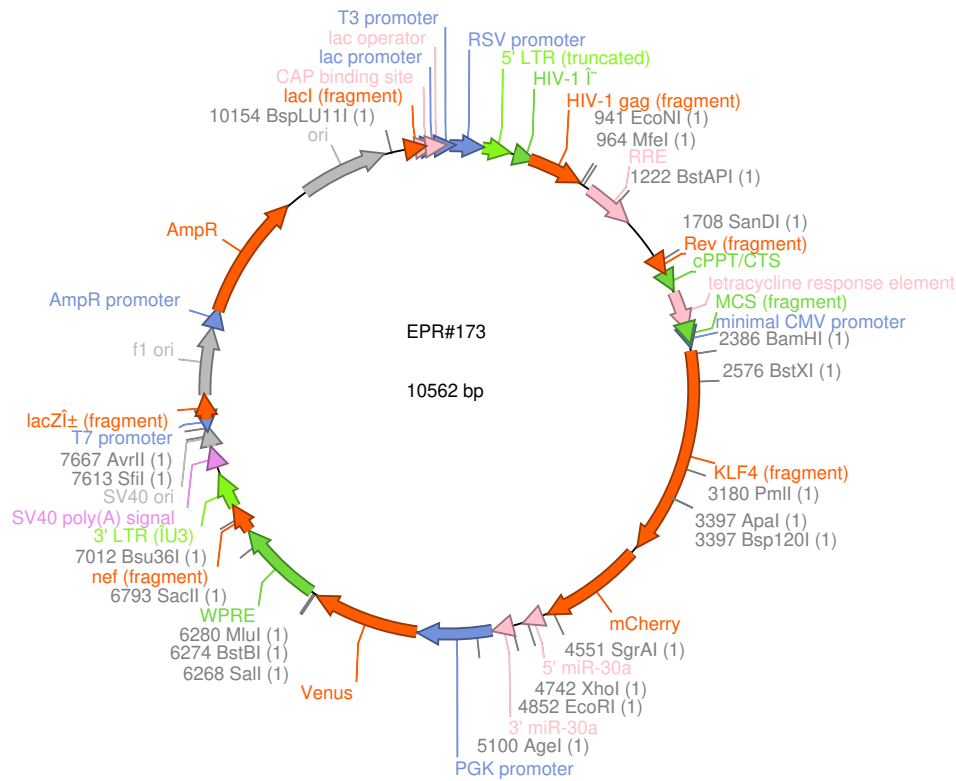 T3 promoter
lac operator
lac promoter
CAP binding site
lacI (fragment)
10154 BspLU11I (1)
ori
RSV promoter
5' LTR (truncated)
HIV-1 Î¨
HIV-1 gag (fragment)
941 EcoNI (1)
964 MfeI (1)
RRE
1222 BstAPI (1)
1708 SanDI (1)
Rev (fragment)
cPPT/CTS
tetracycline response element
MCS (fragment)
minimal CMV promoter
2386 BamHI (1)
2576 BstXI (1)
AmpR
AmpR promoter
f1 ori
EPR#173
10562 bp
lacZÎ± (fragment)
T7 promoter
7667 AvrII (1)
7613 SfiI (1)
SV40 ori
SV40 poly(A) signal
3' LTR (ÎU3)
7012 Bsu36I (1)
nef (fragment)
6793 SacII (1)
WPRE
6280 MluI (1)
6274 BstBI (1)
6268 SalI (1)
Venus
KLF4 (fragment)
3180 PmlI (1)
3397 ApaI (1)
3397 Bsp120I (1)
mCherry
4551 SgrAI (1)
5' miR-30a
4742 XhoI (1)
4852 EcoRI (1)
3' miR-30a
5100 AgeI (1)
PGK promoter